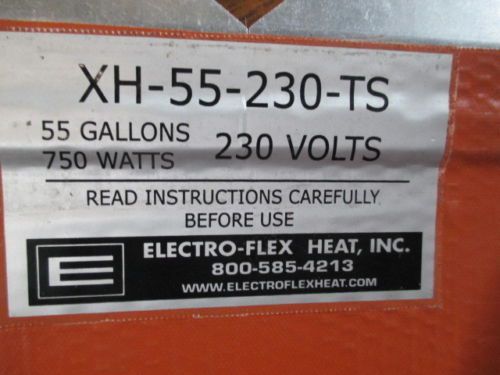 XH-55-230-TS
55 GALLONS
750 WATTS 230 VOLTS
READ INSTRUCTIONS CAREFULLY
BEFORE USE
E ELECTRO-FLEX HEAT, INC.
800-585-4213
WWW.ELECTROFLEXHEAT.COM